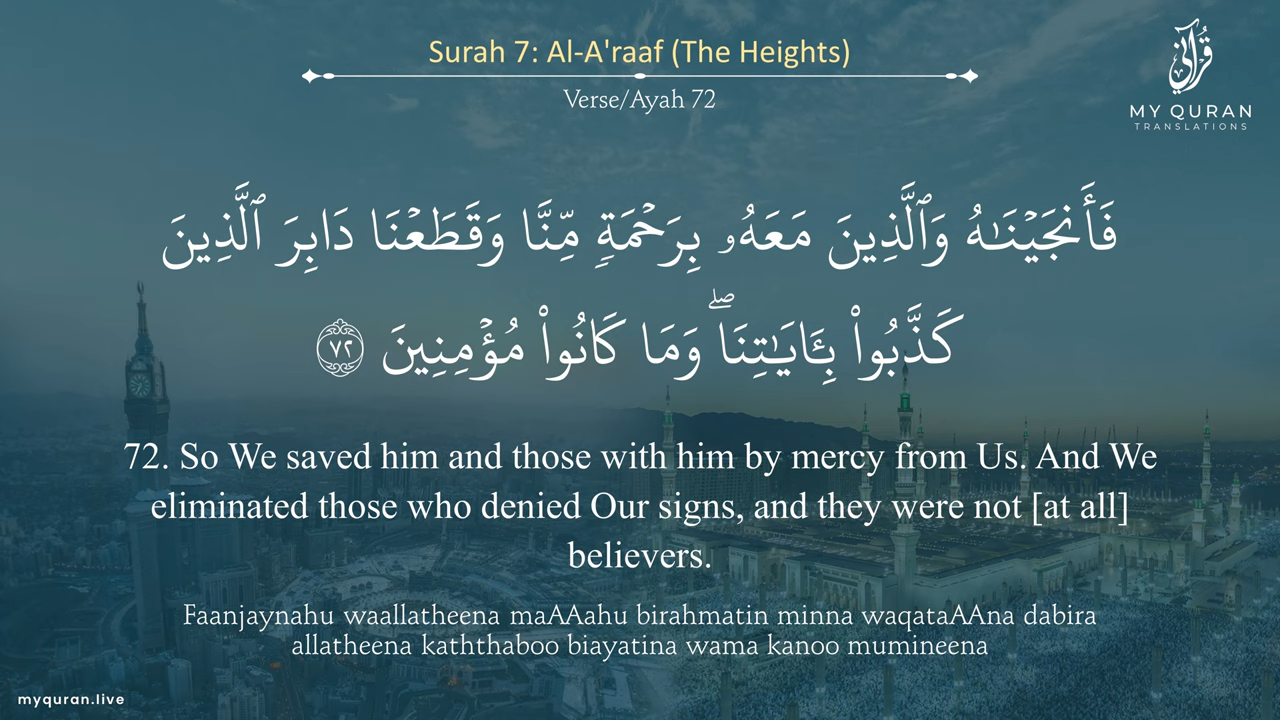 Surah 7: Al-A'raaf (The Heights)
Verse/Ayah 72
قُرْآنِي
MY QURAN
TRANSLATIONS
فَأَنجَيْنَـٰهُ وَٱلَّذِينَ مَعَهُۥ بِرَحْمَةٍ مِّنَّا وَقَطَعْنَا دَابِرَ ٱلَّذِينَ
كَذَّبُوا۟ بِـَٔايَـٰتِنَا ۖ وَمَا كَانُوا۟ مُؤْمِنِينَ ٧٢
72. So We saved him and those with him by mercy from Us. And We
eliminated those who denied Our signs, and they were not [at all]
believers.
Faanjaynahu waallatheena maAAahu birahmatin minna waqataAAna dabira
allatheena kaththaboo biayatina wama kanoo mumineena
myquran.live